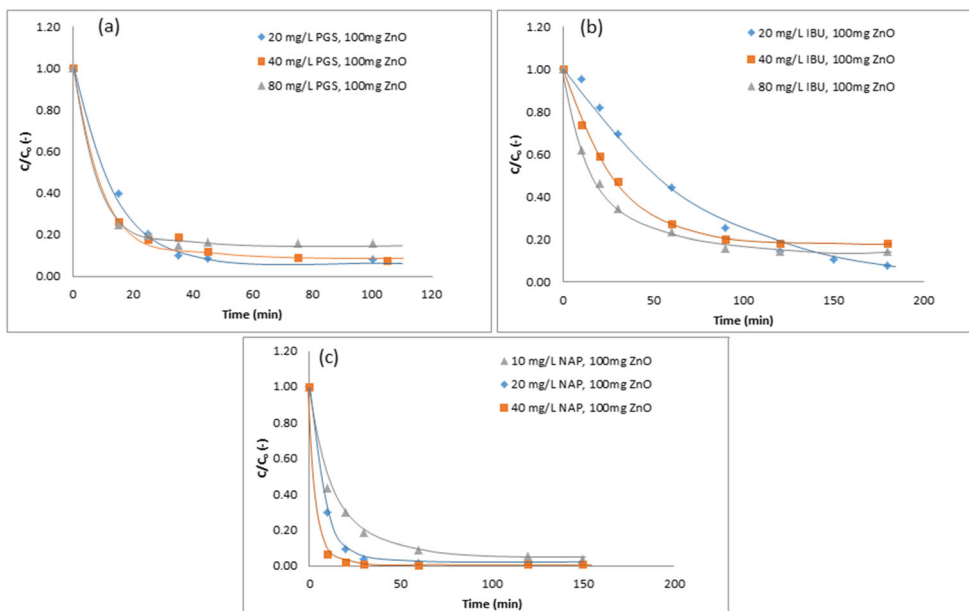 (a)
20 mg/L PGS, 100mg ZnO
40 mg/L PGS, 100mg ZnO
80 mg/L PGS, 100mg ZnO
1.20
1.00
0.80
0.60
0.40
0.20
0.00
C/Cₒ (-)
0 20 40 60 80 100 120
Time (min)
(b)
20 mg/L IBU, 100mg ZnO
40 mg/L IBU, 100mg ZnO
80 mg/L IBU, 100mg ZnO
1.20
1.00
0.80
0.60
0.40
0.20
0.00
C/Cₒ (-)
0 50 100 150 200
Time (min)
(c)
10 mg/L NAP, 100mg ZnO
20 mg/L NAP, 100mg ZnO
40 mg/L NAP, 100mg ZnO
1.20
1.00
0.80
0.60
0.40
0.20
0.00
C/Cₒ (-)
0 50 100 150 200
Time (min)